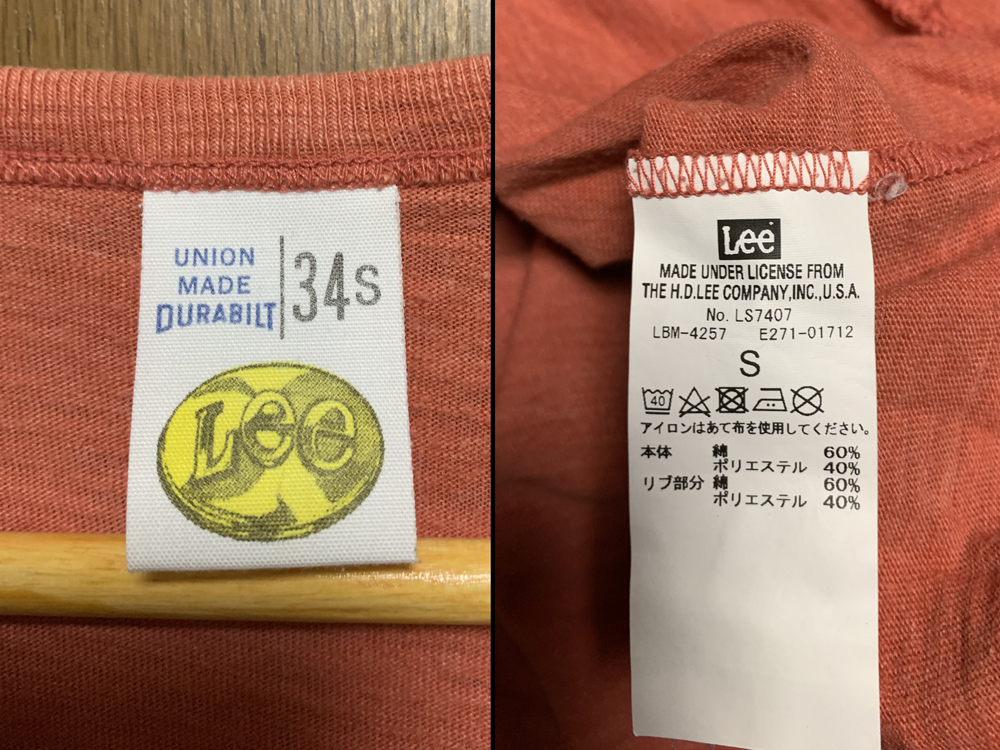 UNION
MADE
DURABILT
34S
Lee
Lee
MADE UNDER LICENSE FROM
THE H.D.LEE COMPANY,INC.,U.S.A.
No. LS7407
LBM-4257 E271-01712
S
40
アイロンはあて布を使用してください。
本体 綿 60%
ポリエステル 40%
リブ部分 綿 60%
ポリエステル 40%